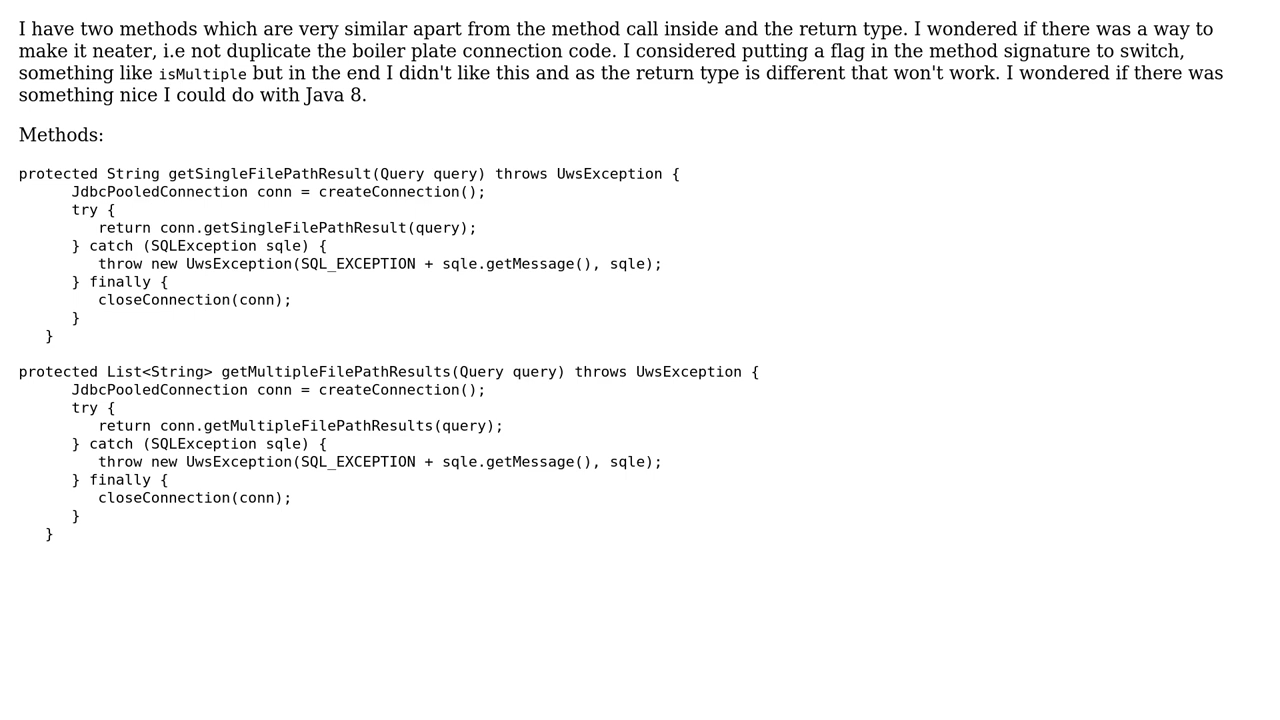 I have two methods which are very similar apart from the method call inside and the return type. I wondered if there was a way to
make it neater, i.e not duplicate the boiler plate connection code. I considered putting a flag in the method signature to switch,
something like isMultiple but in the end I didn't like this and as the return type is different that won't work. I wondered if there was
something nice I could do with Java 8.
Methods:
protected String getSingleFilePathResult(Query query) throws UwsException {
      JdbcPooledConnection conn = createConnection();
      try {
         return conn.getSingleFilePathResult(query);
      } catch (SQLException sqle) {
         throw new UwsException(SQL_EXCEPTION + sqle.getMessage(), sqle);
      } finally {
         closeConnection(conn);
      }
   }
protected List<String> getMultipleFilePathResults(Query query) throws UwsException {
      JdbcPooledConnection conn = createConnection();
      try {
         return conn.getMultipleFilePathResults(query);
      } catch (SQLException sqle) {
         throw new UwsException(SQL_EXCEPTION + sqle.getMessage(), sqle);
      } finally {
         closeConnection(conn);
      }
   }